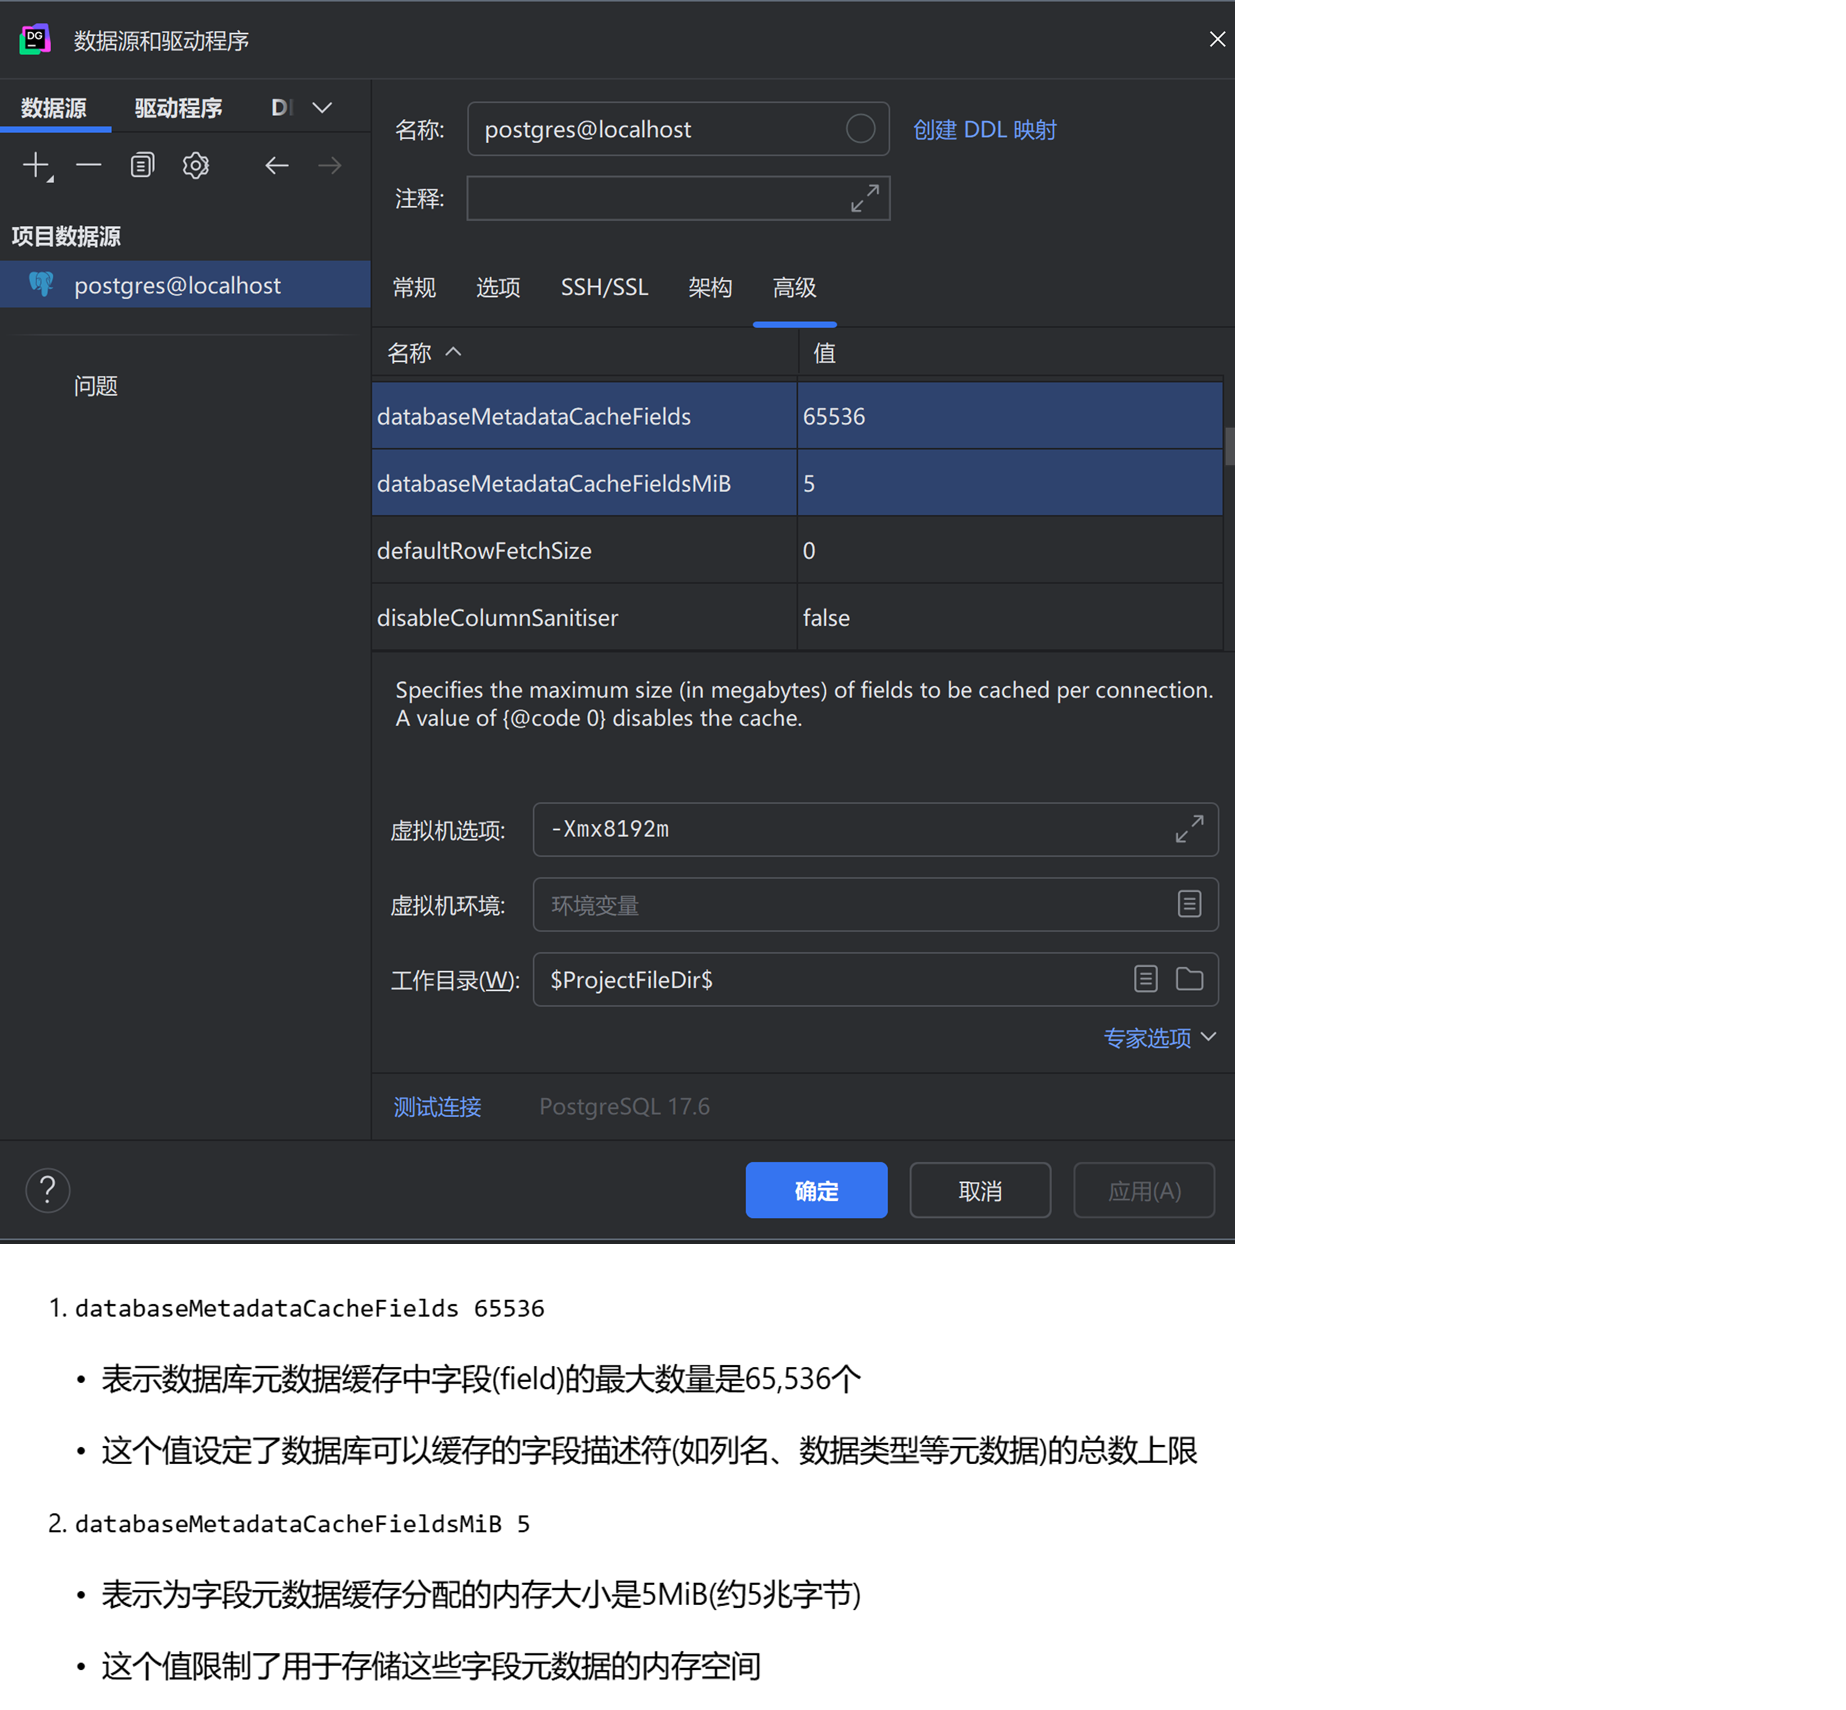 DG
数据源和驱动程序
数据源 驱动程序
项目数据源
postgres@localhost
问题
名称: postgres@localhost 创建 DDL 映射
注释:
常规 选项 SSH/SSL 架构 高级
名称 值
databaseMetadataCacheFields 65536
databaseMetadataCacheFieldsMiB 5
defaultRowFetchSize 0
disableColumnSanitiser false
Specifies the maximum size (in megabytes) of fields to be cached per connection.
A value of {@code 0} disables the cache.
虚拟机选项: -Xmx8192m
虚拟机环境: 环境变量
工作目录(W): $ProjectFileDir$
专家选项
测试连接 PostgreSQL 17.6
? 确定 取消 应用(A)
1. databaseMetadataCacheFields 65536
• 表示数据库元数据缓存中字段(field)的最大数量是65,536个
• 这个值设定了数据库可以缓存的字段描述符(如列名、数据类型等元数据)的总数上限
2. databaseMetadataCacheFieldsMiB 5
• 表示为字段元数据缓存分配的内存大小是5MiB(约5兆字节)
• 这个值限制了用于存储这些字段元数据的内存空间